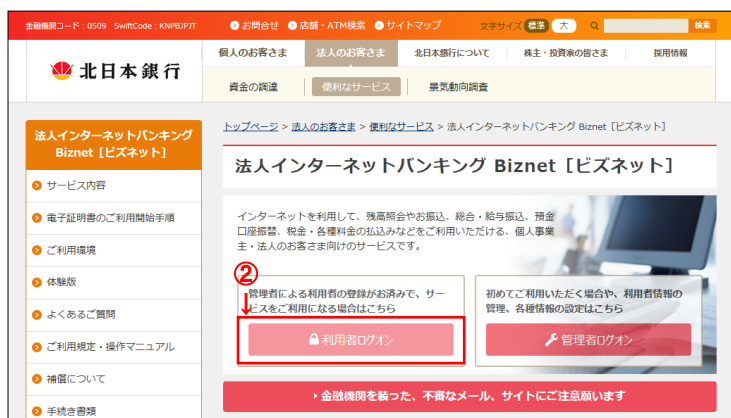 金融機関コード：0509 SwiftCode：KNPBJPJT
お問合せ
店舗・ATM検索
サイトマップ
文字サイズ 標準 大
検索
北日本銀行
個人のお客さま
法人のお客さま
北日本銀行について
株主・投資家の皆さま
採用情報
資金の調達
便利なサービス
景気動向調査
法人インターネットバンキング
Biznet［ビズネット］
サービス内容
電子証明書のご利用開始手順
ご利用環境
体験版
よくあるご質問
ご利用規定・操作マニュアル
補償について
手続き書類
トップページ > 法人のお客さま > 便利なサービス > 法人インターネットバンキング Biznet［ビズネット］
法人インターネットバンキング Biznet［ビズネット］
インターネットを利用して、残高照会やお振込、総合・給与振込、預金
口座振替、税金・各種料金の払込みなどをご利用いただける、個人事業
主・法人のお客さま向けのサービスです。
②
管理者による利用者の登録がお済みで、サー
ビスをご利用になる場合はこちら
利用者ログオン
初めてご利用いただく場合や、利用者情報の
管理、各種情報の設定はこちら
管理者ログオン
金融機関を装った、不審なメール、サイトにご注意願います